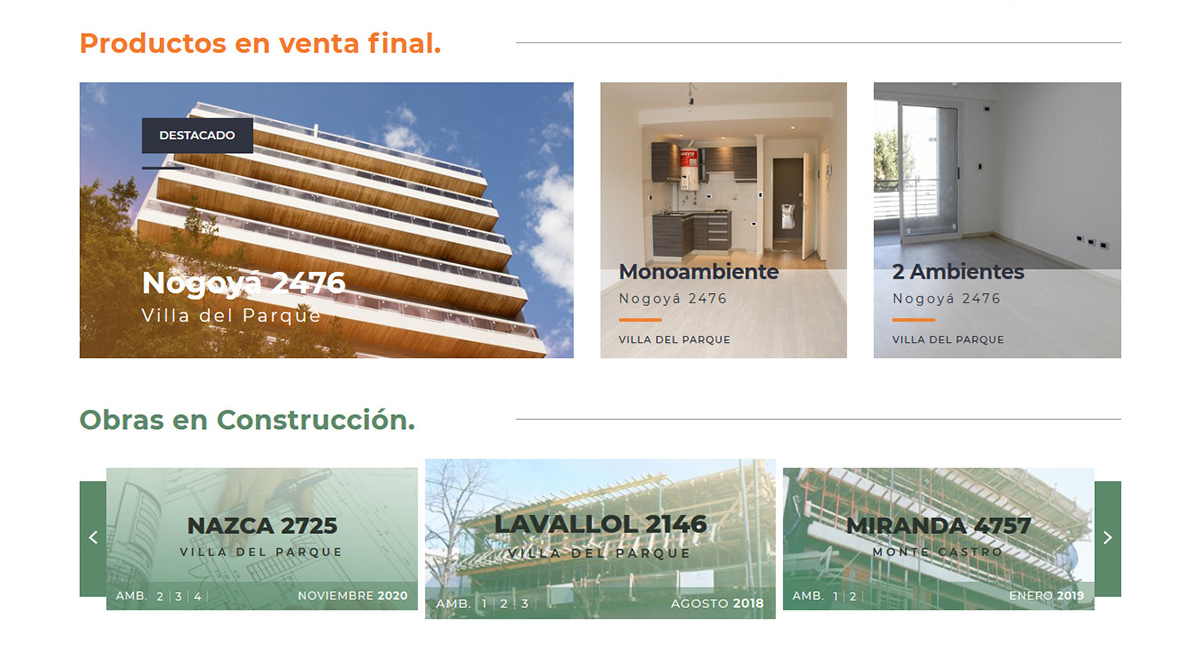 Productos en venta final.
DESTACADO
Nogoyá 2476
Villa del Parque
Monoambiente
Nogoyá 2476
VILLA DEL PARQUE
2 Ambientes
Nogoyá 2476
VILLA DEL PARQUE
Obras en Construcción.
NAZCA 2725
VILLA DEL PARQUE
AMB. 2 | 3 | 4 |
NOVIEMBRE 2020
LAVALLOL 2146
VILLA DEL PARQUE
AMB. 1 | 2 | 3 |
AGOSTO 2018
MIRANDA 4757
MONTE CASTRO
AMB. 1 | 2 |
ENERO 2019